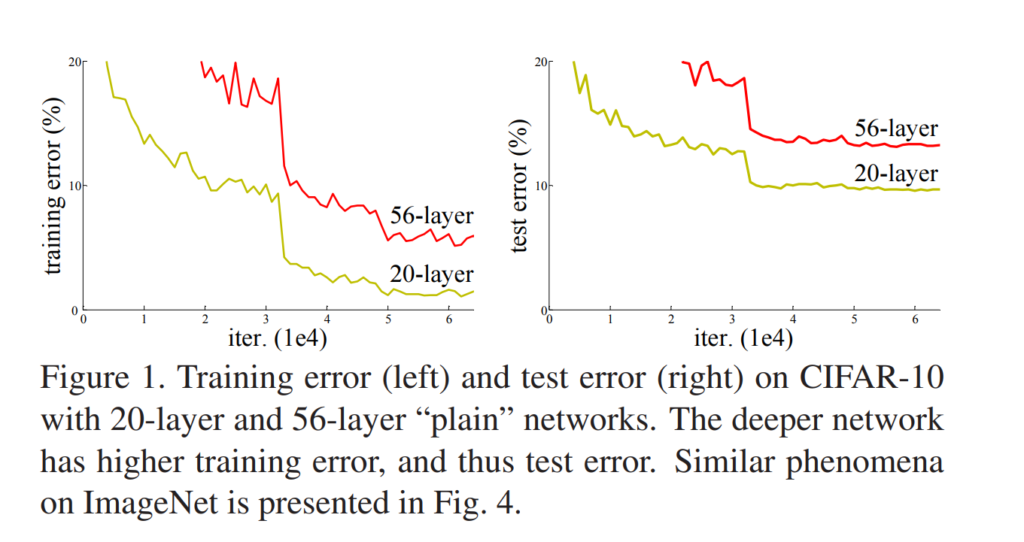 training error (%)
20
10
0
0 1 2 3 4 5 6
iter. (1e4)
56-layer
20-layer
test error (%)
20
10
0
0 1 2 3 4 5 6
iter. (1e4)
56-layer
20-layer
Figure 1. Training error (left) and test error (right) on CIFAR-10
with 20-layer and 56-layer “plain” networks. The deeper network
has higher training error, and thus test error. Similar phenomena
on ImageNet is presented in Fig. 4.